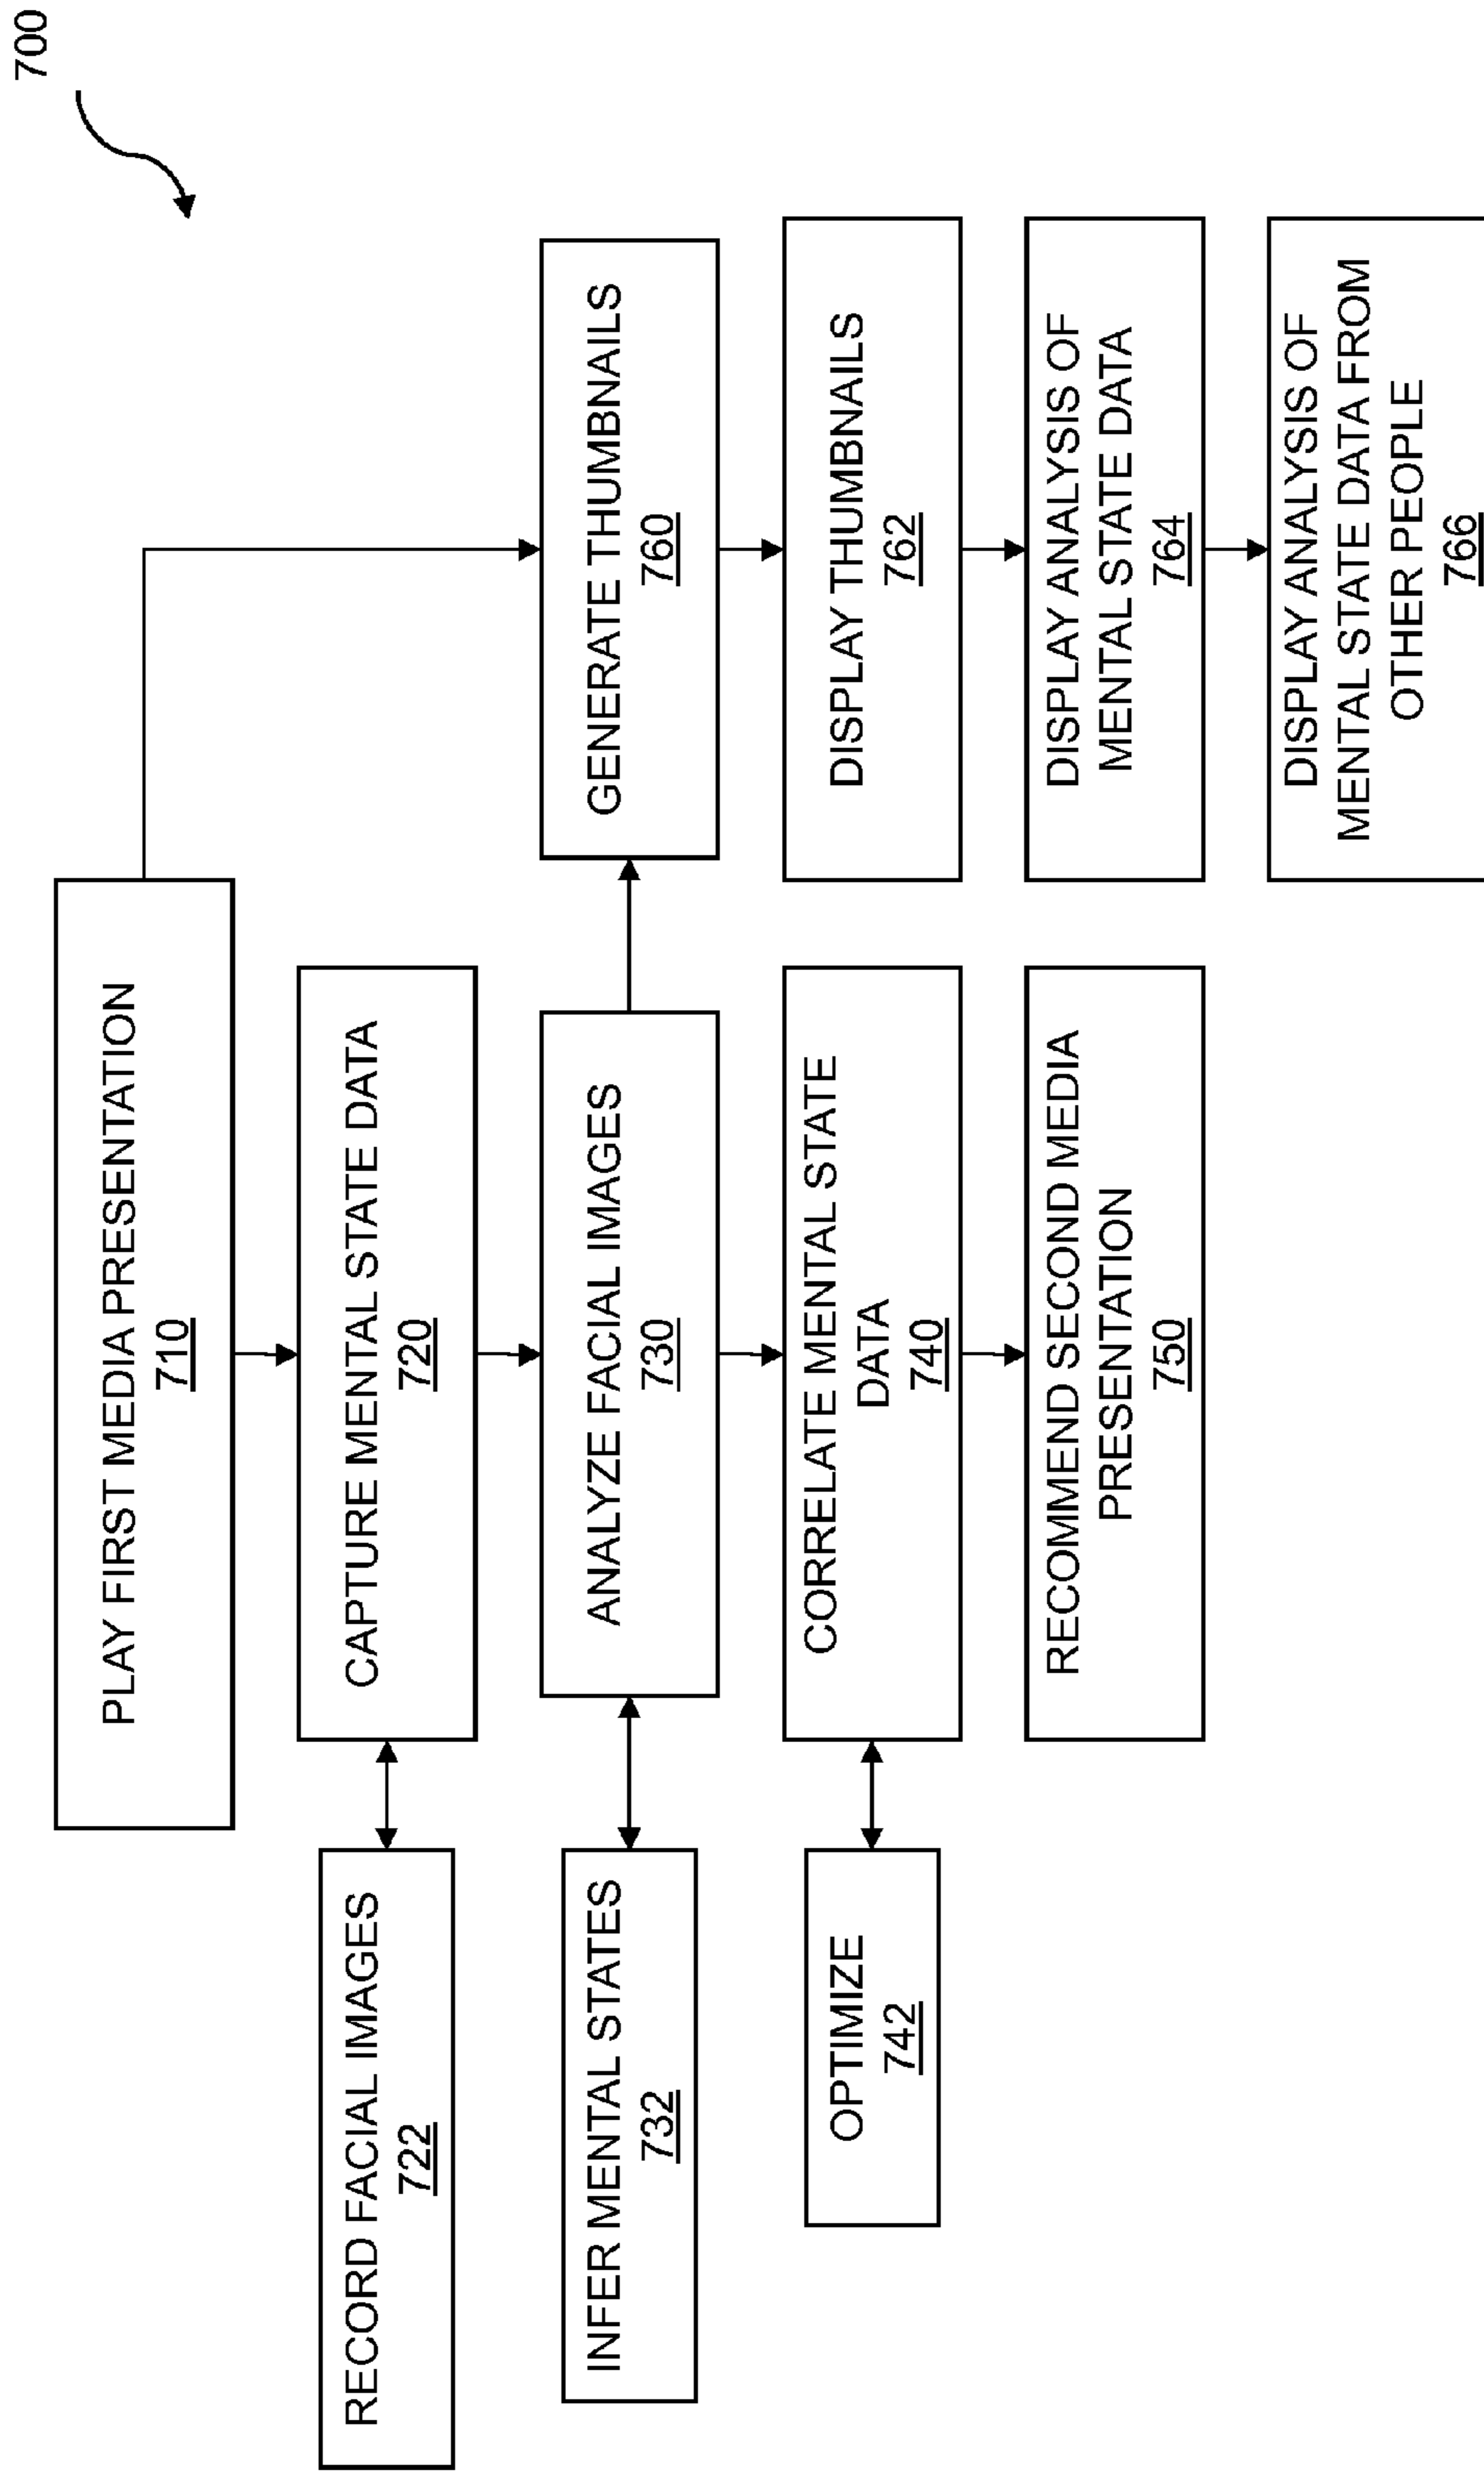 700
PLAY FIRST MEDIA PRESENTATION
710
RECORD FACIAL IMAGES
722
CAPTURE MENTAL STATE DATA
720
INFER MENTAL STATES
732
ANALYZE FACIAL IMAGES
730
GENERATE THUMBNAILS
760
OPTIMIZE
742
CORRELATE MENTAL STATE
DATA
740
DISPLAY THUMBNAILS
762
RECOMMEND SECOND MEDIA
PRESENTATION
750
DISPLAY ANALYSIS OF
MENTAL STATE DATA
764
DISPLAY ANALYSIS OF
MENTAL STATE DATA FROM
OTHER PEOPLE
766